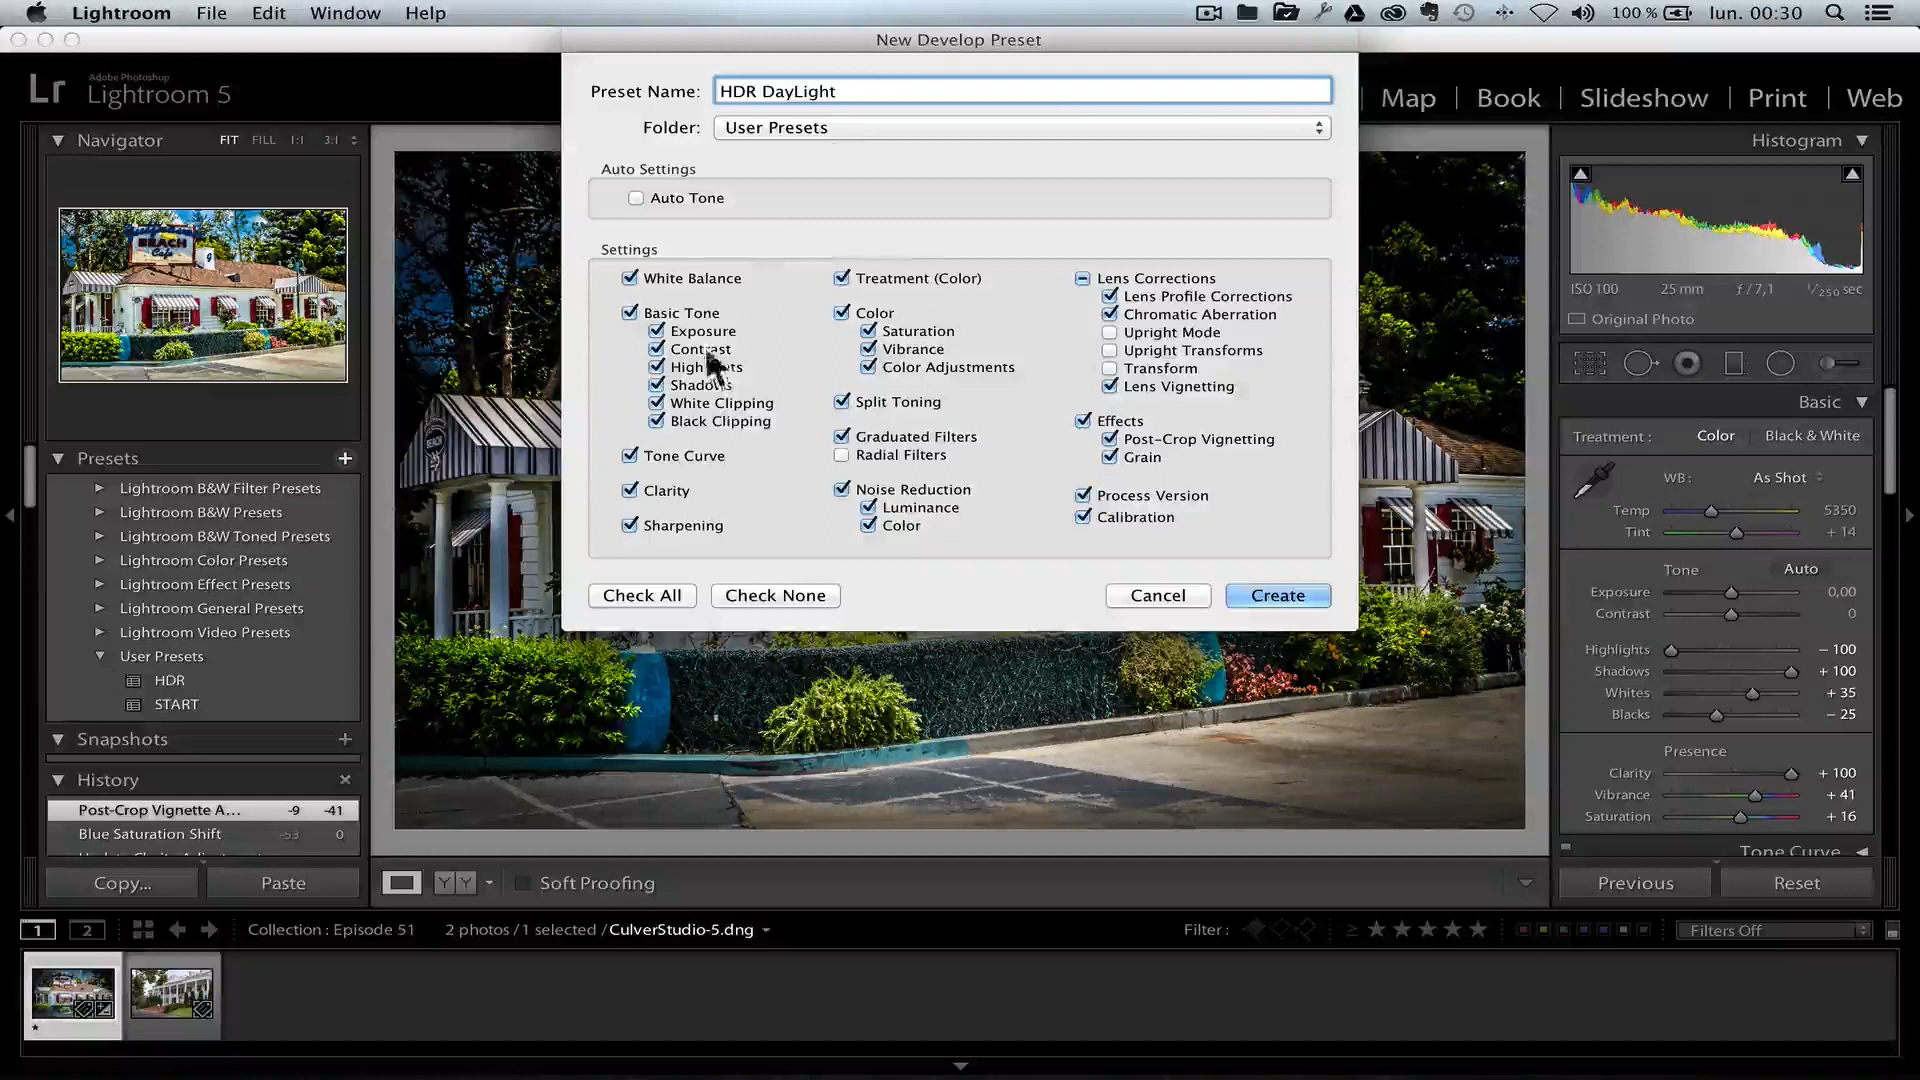 Lightroom File Edit Window Help 100 % lun. 00:30
New Develop Preset
Lr Adobe Photoshop
Lightroom 5
Map | Book | Slideshow | Print | Web
Preset Name: HDR DayLight
Folder: User Presets
Auto Settings
Auto Tone
Settings
White Balance
Basic Tone
Exposure
Contrast
Shadows
White Clipping
Black Clipping
Tone Curve
Clarity
Sharpening
Treatment (Color)
Color
Saturation
Vibrance
Color Adjustments
Split Toning
Graduated Filters
Radial Filters
Noise Reduction
Luminance
Color
Lens Corrections
Lens Profile Corrections
Chromatic Aberration
Upright Mode
Upright Transforms
Transform
Lens Vignetting
Effects
Post-Crop Vignetting
Grain
Process Version
Calibration
Check All Check None Cancel Create
Navigator FIT FILL 1:1 3:1
BEACH
Cafe
Presets +
Lightroom B&W Filter Presets
Lightroom B&W Presets
Lightroom B&W Toned Presets
Lightroom Color Presets
Lightroom Effect Presets
Lightroom General Presets
Lightroom Video Presets
User Presets
HDR
START
Snapshots +
History ×
Post-Crop Vignette A... -9 -41
Blue Saturation Shift -53 0
Copy... Paste
BEACH
Histogram
ISO 100 25 mm ƒ / 7,1 1/250 sec
Original Photo
Basic
Treatment : Color Black & White
WB: As Shot
Temp 5350
Tint + 14
Tone Auto
Exposure 0,00
Contrast 0
Highlights − 100
Shadows + 100
Whites + 35
Blacks − 25
Presence
Clarity + 100
Vibrance + 41
Saturation + 16
Tone Curve
Previous Reset
Y Y Soft Proofing
1 2 Collection : Episode 51 2 photos / 1 selected / CulverStudio-5.dng Filter : ≥ ★ ★ ★ ★ ★ Filters Off